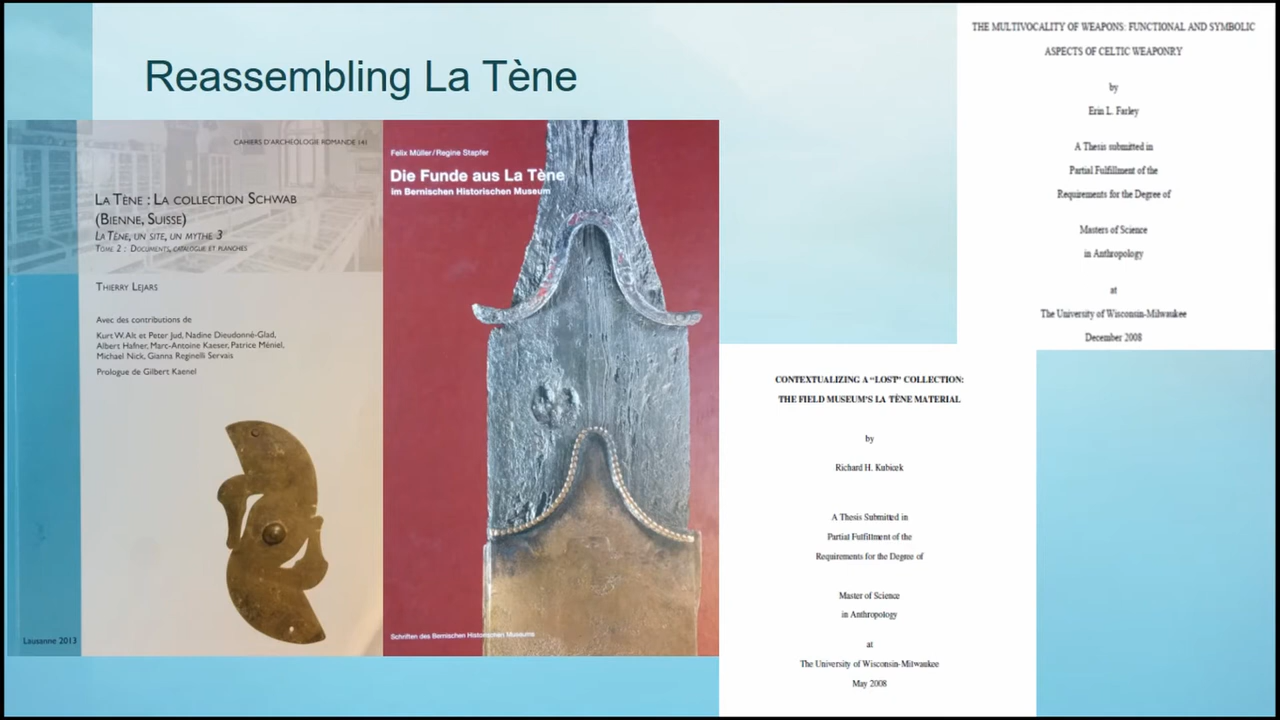 Reassembling La Tène
CAHIERS D'ARCHÉOLOGIE ROMANDE 141
LA TÈNE : LA COLLECTION SCHWAB
(BIENNE, SUISSE)
LA TÈNE, UN SITE, UN MYTHE 3
TOME 2 : DOCUMENTS, CATALOGUE ET PLANCHES
THIERRY LEJARS
Avec des contributions de
Kurt W. Alt et Peter Jud, Nadine Dieudonné-Glad,
Albert Hafner, Marc-Antoine Kaeser, Patrice Méniel,
Michael Nick, Gianna Reginelli Servais
Prologue de Gilbert Kaenel
Lausanne 2013
Felix Müller/Regine Stapfer
Die Funde aus La Tène
im Bernischen Historischen Museum
Schriften des Bernischen Historischen Museums
CONTEXTUALIZING A “LOST” COLLECTION:
THE FIELD MUSEUM'S LA TÈNE MATERIAL
by
Richard H. Kubicek
A Thesis Submitted in
Partial Fulfillment of the
Requirements for the Degree of
Master of Science
in Anthropology
at
The University of Wisconsin-Milwaukee
May 2008
THE MULTIVOCALITY OF WEAPONS: FUNCTIONAL AND SYMBOLIC
ASPECTS OF CELTIC WEAPONRY
by
Erin L. Farley
A Thesis submitted in
Partial Fulfillment of the
Requirements for the Degree of
Masters of Science
in Anthropology
at
The University of Wisconsin-Milwaukee
December 2008